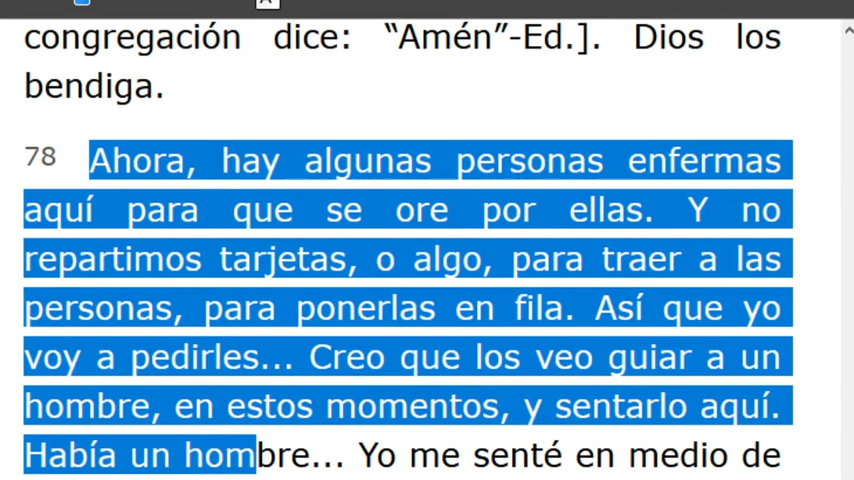 congregación dice: “Amén”-Ed.]. Dios los
bendiga.
78 Ahora, hay algunas personas enfermas
aquí para que se ore por ellas. Y no
repartimos tarjetas, o algo, para traer a las
personas, para ponerlas en fila. Así que yo
voy a pedirles... Creo que los veo guiar a un
hombre, en estos momentos, y sentarlo aquí.
Había un hombre... Yo me senté en medio de